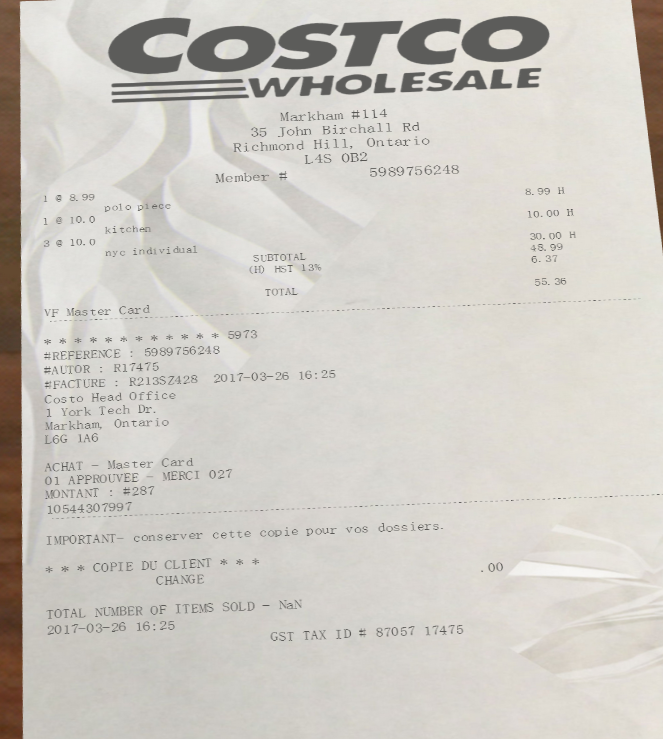 COSTCO
WHOLESALE
Markham #114
35 John Birchall Rd
Richmond Hill, Ontario
L4S 0B2
Member # 5989756248
1 @ 8.99 8.99 H
polo piece
1 @ 10.0 10.00 H
kitchen
3 @ 10.0 30.00 H
nyc individual
SUBTOTAL 48.99
(H) HST 13% 6.37
TOTAL 55.36
VF Master Card
* * * * * * * * * * * * 5973
#REFERENCE : 5989756248
#AUTOR : R17475
#FACTURE : R213SZ428 2017-03-26 16:25
Costo Head Office
1 York Tech Dr.
Markham, Ontario
L6G 1A6
ACHAT - Master Card
01 APPROUVEE - MERCI 027
MONTANT : #287
10544307997
IMPORTANT- conserver cette copie pour vos dossiers.
* * * COPIE DU CLIENT * * *
CHANGE .00
TOTAL NUMBER OF ITEMS SOLD - NaN
2017-03-26 16:25
GST TAX ID # 87057 17475